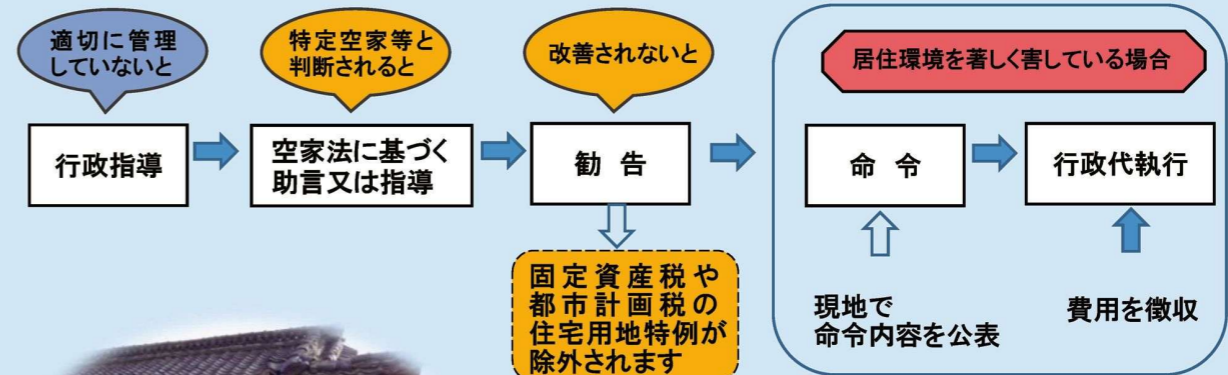 適切に管理
していないと
特定空家等と
判断されると
改善されないと
居住環境を著しく害している場合
行政指導
空家法に基づく
助言又は指導
勧 告
命 令
行政代執行
固定資産税や
都市計画税の
住宅用地特例が
除外されます
現地で
命令内容を公表
費用を徴収